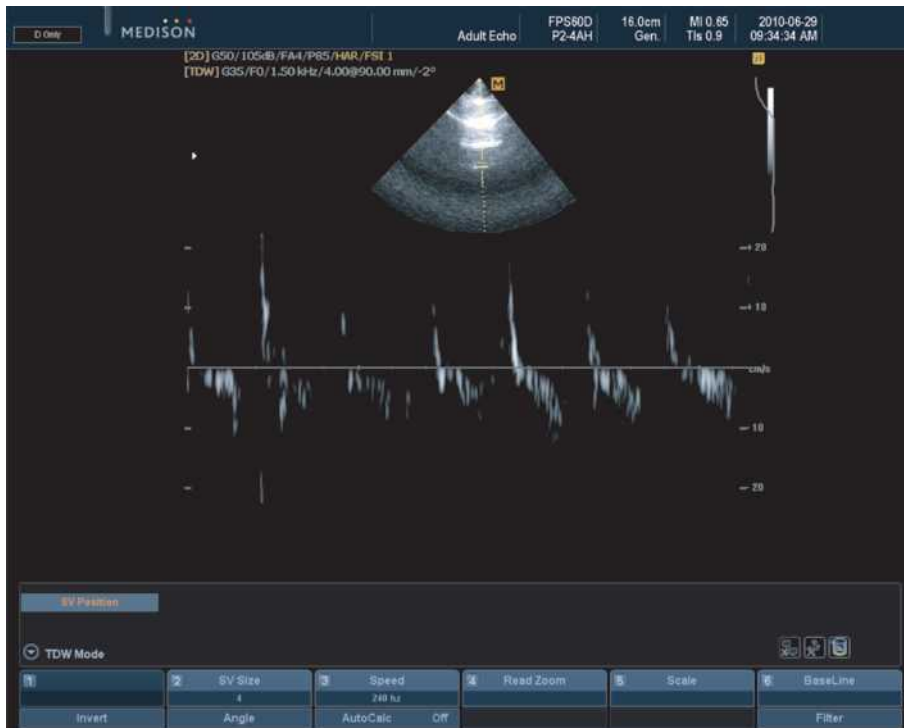 D Only
MEDISON
Adult Echo
FPS60D
P2-4AH
16.0cm
Gen.
MI 0.65
TIs 0.9
2010-06-29
09:34:34 AM
[2D] G50/105dB/FA4/P85/HAR/FSI 1
[TDW] G35/F0/1.50 kHz/4.00@90.00 mm/-2°
M
+20
+10
cm/s
-10
-20
SV Position
TDW Mode
1
2 SV Size
3 Speed
4 Read Zoom
5 Scale
6 BaseLine
4
240 hz
Invert
Angle
AutoCalc Off
Filter